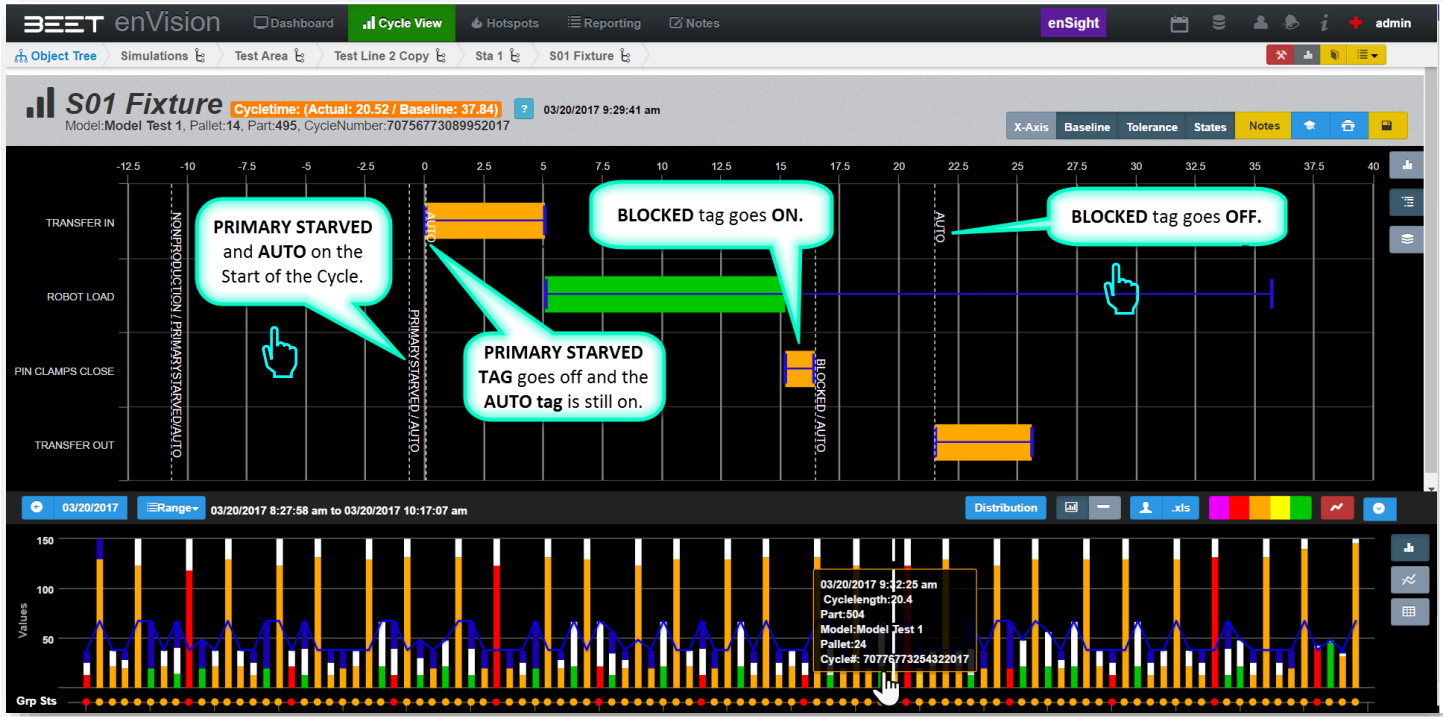 BEET enVision Dashboard Cycle View Hotspots Reporting Notes enSight admin
Object Tree Simulations Test Area Test Line 2 Copy Sta 1 S01 Fixture
S01 Fixture Cycletime: (Actual: 20.52 / Baseline: 37.84) ? 03/20/2017 9:29:41 am
Model:Model Test 1, Pallet:14, Part:495, CycleNumber:70756773089952017
X-Axis Baseline Tolerance States Notes
-12.5 -10 -7.5 -5 -2.5 0 2.5 5 7.5 10 12.5 15 17.5 20 22.5 25 27.5 30 32.5 35 37.5 40
TRANSFER IN
ROBOT LOAD
PIN CLAMPS CLOSE
TRANSFER OUT
NONPRODUCTION / PRIMARYSTARVED/AUTO
PRIMARY STARVED
and AUTO on the
Start of the Cycle.
PRIMARYSTARVED / AUTO
AUTO
PRIMARY STARVED
TAG goes off and the
AUTO tag is still on.
BLOCKED tag goes ON.
BLOCKED / AUTO
AUTO
BLOCKED tag goes OFF.
03/20/2017 Range 03/20/2017 8:27:58 am to 03/20/2017 10:17:07 am Distribution .xls
150
100
50
Values
03/20/2017 9:32:25 am
Cyclelength:20.4
Part:504
Model:Model Test 1
Pallet:24
Cycle#: 70776773254322017
Grp Sts